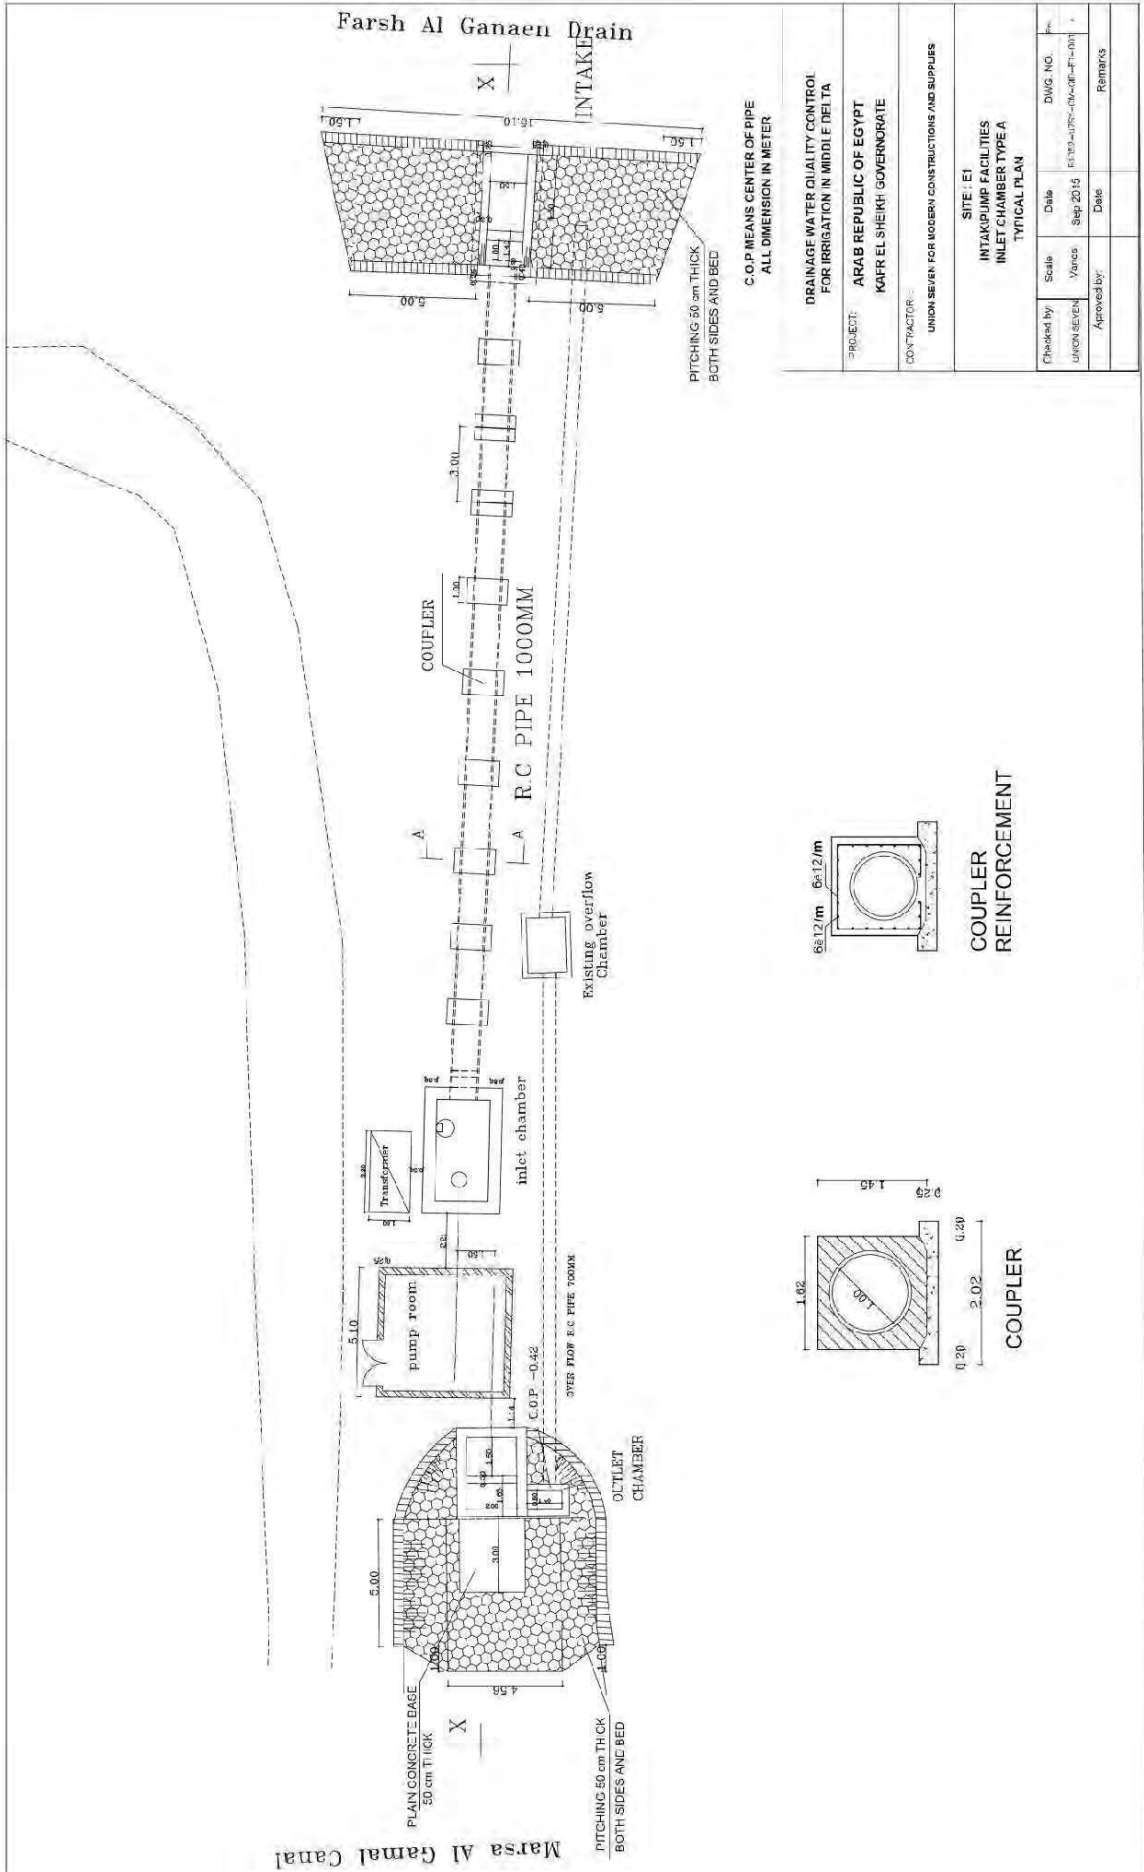 Farsh Al Ganaen Drain
X
INTAKE
1.50
15.10
1.50
5.00
5.00
PITCHING 50 cm THICK
BOTH SIDES AND BED
C.O.P MEANS CENTER OF PIPE
ALL DIMENSION IN METER
3.00
COUPLER
R.C PIPE 1000MM
A
A
Existing overflow
Chamber
inlet chamber
Transformer
pump room
5.10
0.25
1.50
OVER FLOW R.C PIPE 700MM
C.O.P -0.42
OUTLET
CHAMBER
1.50
3.00
5.00
1.00
1.00
4.56
X
PLAIN CONCRETE BASE
50 cm THICK
PITCHING 50 cm THICK
BOTH SIDES AND BED
Marsa Al Gamal Canal
6ø12/m
6ø12/m
COUPLER
REINFORCEMENT
1.62
1.00
1.45
0.25
0.20
2.02
0.20
COUPLER
DRAINAGE WATER QUALITY CONTROL
FOR IRRIGATION IN MIDDLE DELTA
PROJECT:
ARAB REPUBLIC OF EGYPT
KAFR EL SHEIKH GOVERNORATE
CONTRACTOR:
UNION SEVEN FOR MODERN CONSTRUCTIONS AND SUPPLIES
SITE: E1
INTAK\PUMP FACILITIES
INLET CHAMBER TYPE A
TYPICAL PLAN
Checked by
Scale
Date
DWG. NO.
UNION SEVEN
Varies
Sep 2015
Aproved by:
Date
Remarks